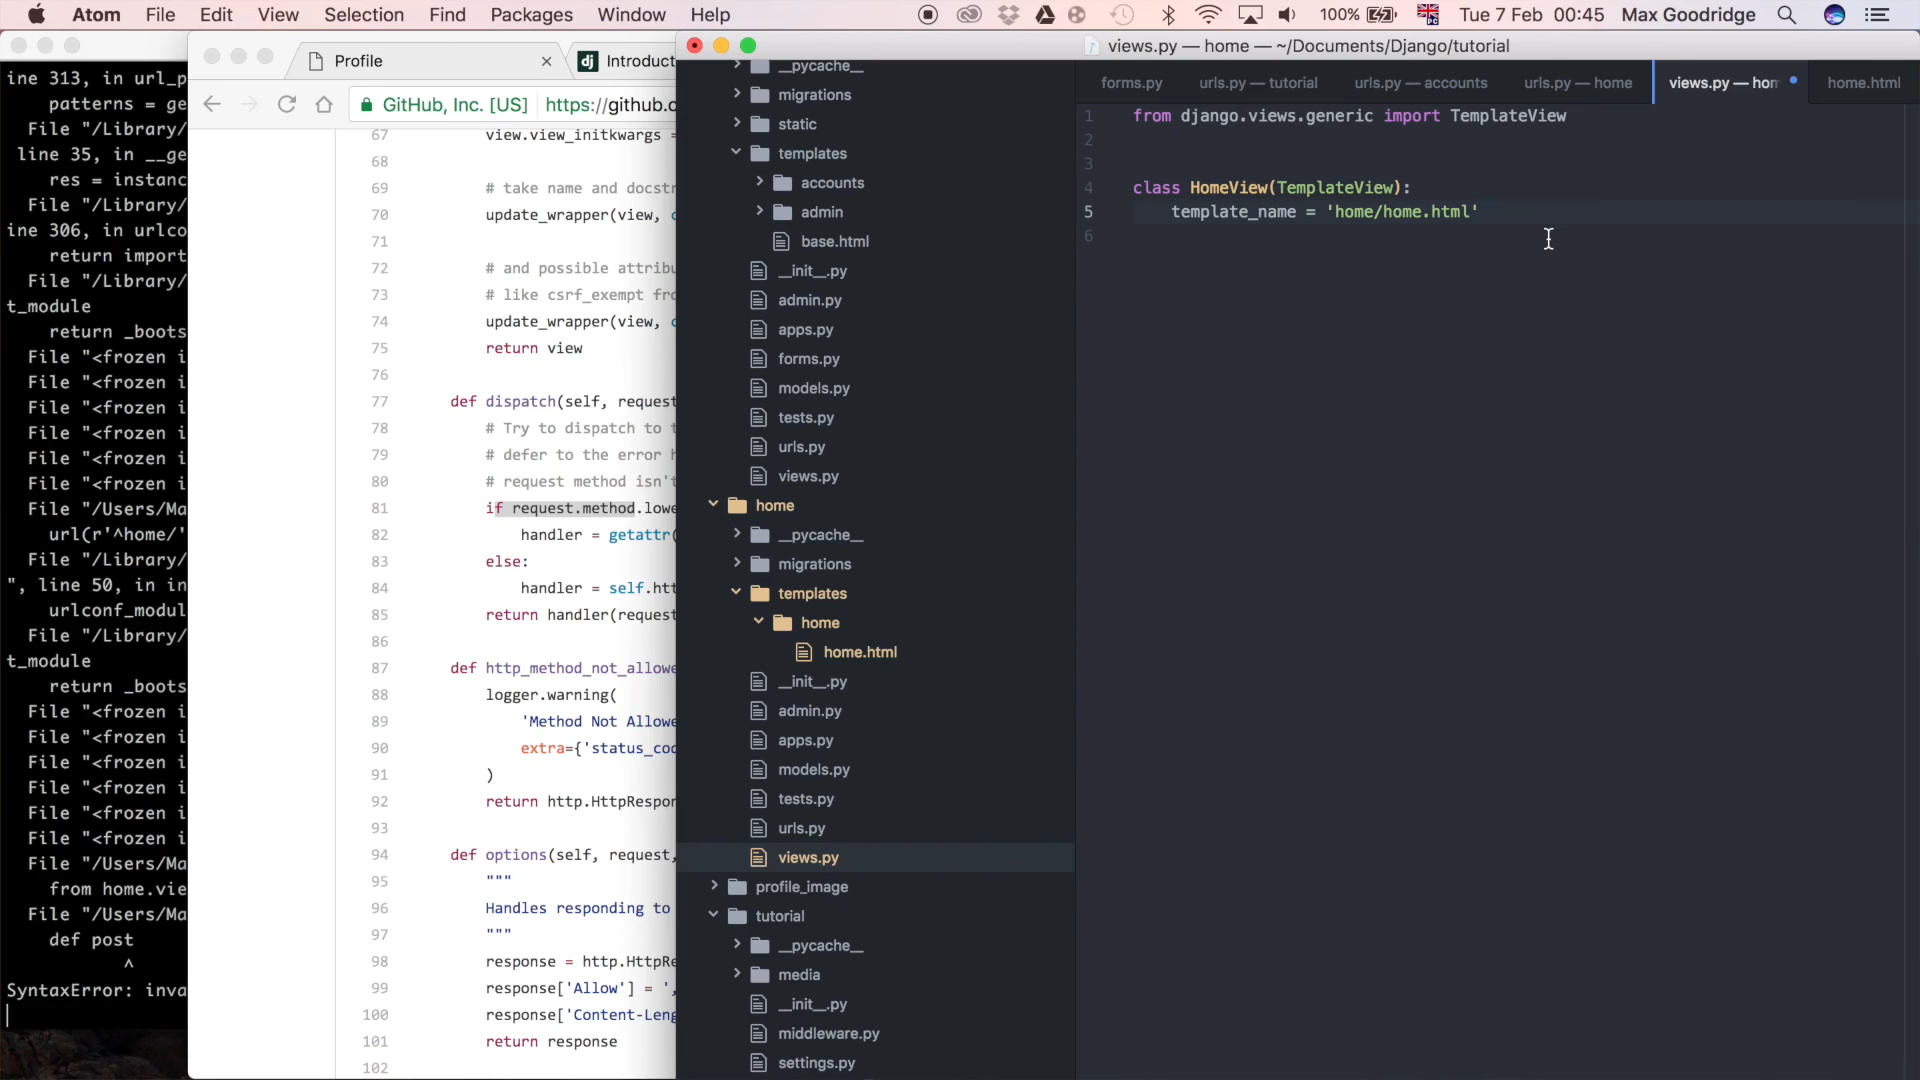 Atom File Edit View Selection Find Packages Window Help 100% Tue 7 Feb 00:45 Max Goodridge
ine 313, in url_p
patterns = ge
File "/Library/
line 35, in __ge
res = instanc
File "/Library/
ine 306, in urlco
return import
File "/Library/
t_module
return _boots
File "<frozen i
File "<frozen i
File "<frozen i
File "<frozen i
File "<frozen i
File "<frozen i
File "/Users/Ma
url(r'^home/'
File "/Library/
", line 50, in in
urlconf_modul
File "/Library/
t_module
return _boots
File "<frozen i
File "<frozen i
File "<frozen i
File "<frozen i
File "<frozen i
File "<frozen i
File "/Users/Ma
from home.vie
File "/Users/Ma
def post
^
SyntaxError: inva
Profile
dj Introduct
GitHub, Inc. [US] https://github.c
67 view.view_initkwargs =
68
69 # take name and docstr
70 update_wrapper(view, c
71
72 # and possible attribu
73 # like csrf_exempt fro
74 update_wrapper(view, c
75 return view
76
77 def dispatch(self, request
78 # Try to dispatch to t
79 # defer to the error h
80 # request method isn't
81 if request.method.lowe
82 handler = getattr(
83 else:
84 handler = self.htt
85 return handler(request
86
87 def http_method_not_allowe
88 logger.warning(
89 'Method Not Allowe
90 extra={'status_cod
91 )
92 return http.HttpRespon
93
94 def options(self, request,
95 """
96 Handles responding to
97 """
98 response = http.HttpRe
99 response['Allow'] = ',
100 response['Content-Leng
101 return response
102
views.py — home — ~/Documents/Django/tutorial
__pycache__
migrations
static
templates
accounts
admin
base.html
__init__.py
admin.py
apps.py
forms.py
models.py
tests.py
urls.py
views.py
home
__pycache__
migrations
templates
home
home.html
__init__.py
admin.py
apps.py
models.py
tests.py
urls.py
views.py
profile_image
tutorial
__pycache__
media
__init__.py
middleware.py
settings.py
forms.py
urls.py — tutorial
urls.py — accounts
urls.py — home
views.py — hom
home.html
1 from django.views.generic import TemplateView
2
3
4 class HomeView(TemplateView):
5 template_name = 'home/home.html'
6